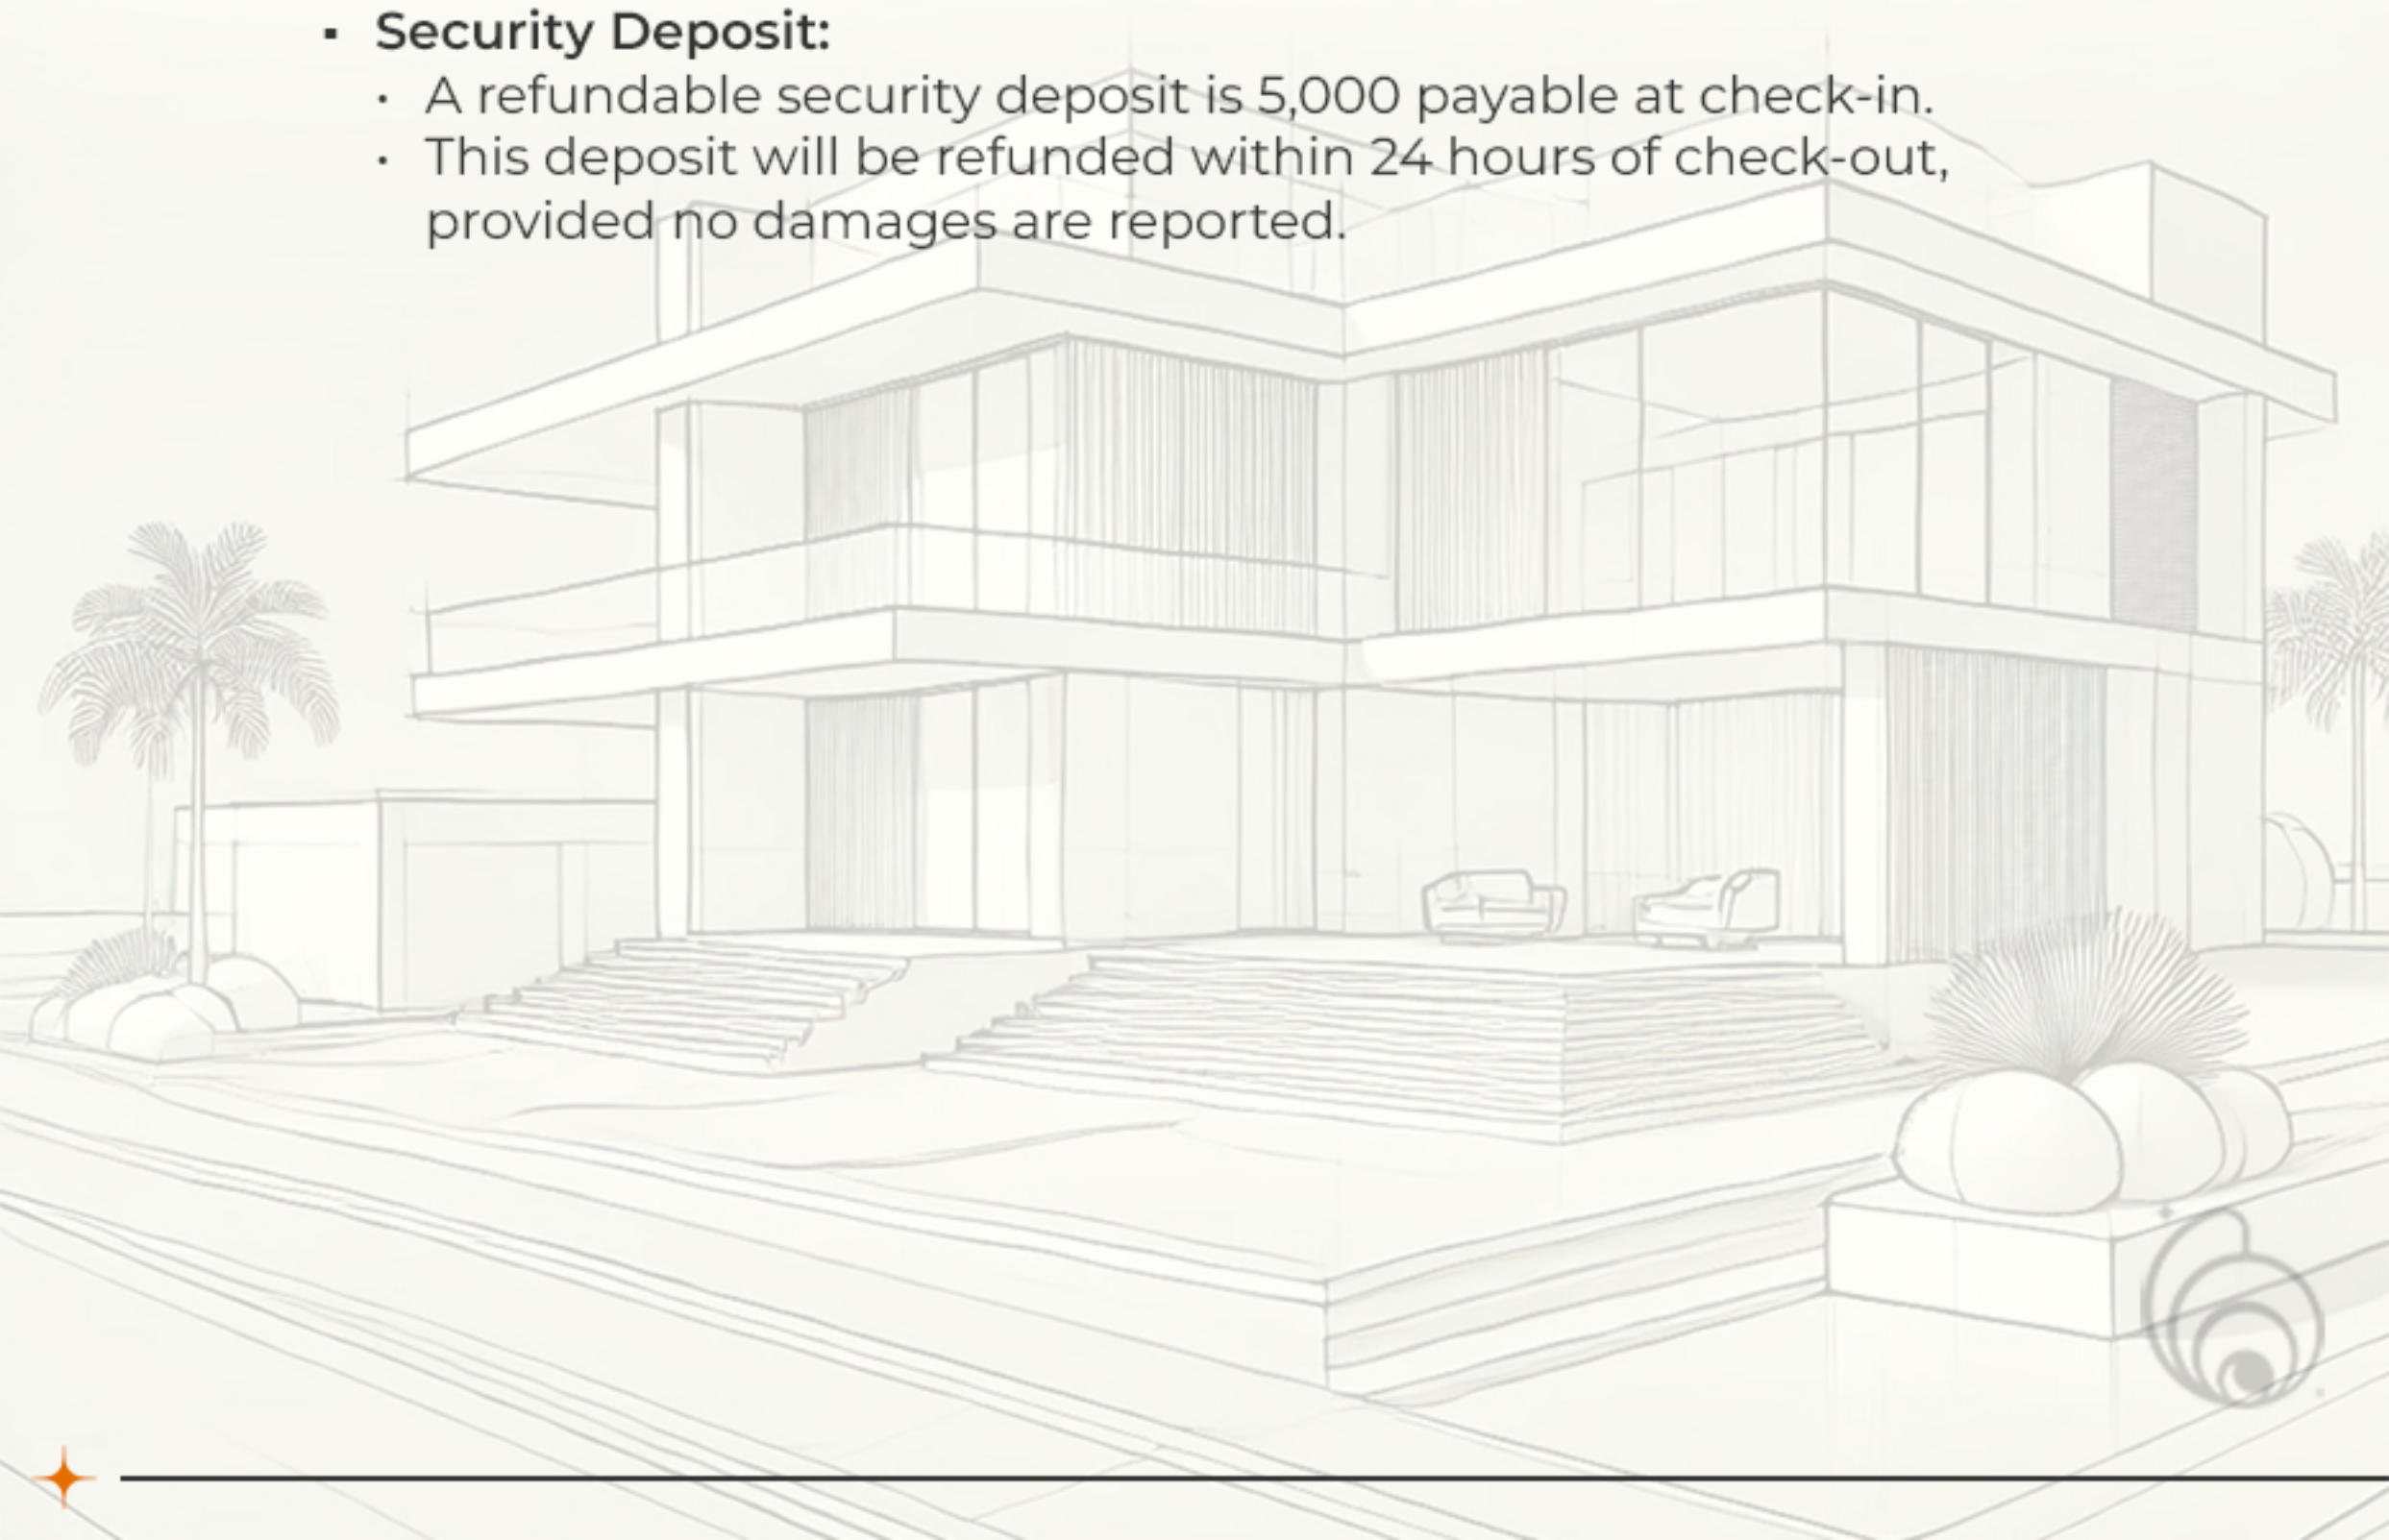 ▪ Security Deposit:
• A refundable security deposit is 5,000 payable at check-in.
• This deposit will be refunded within 24 hours of check-out,
provided no damages are reported.